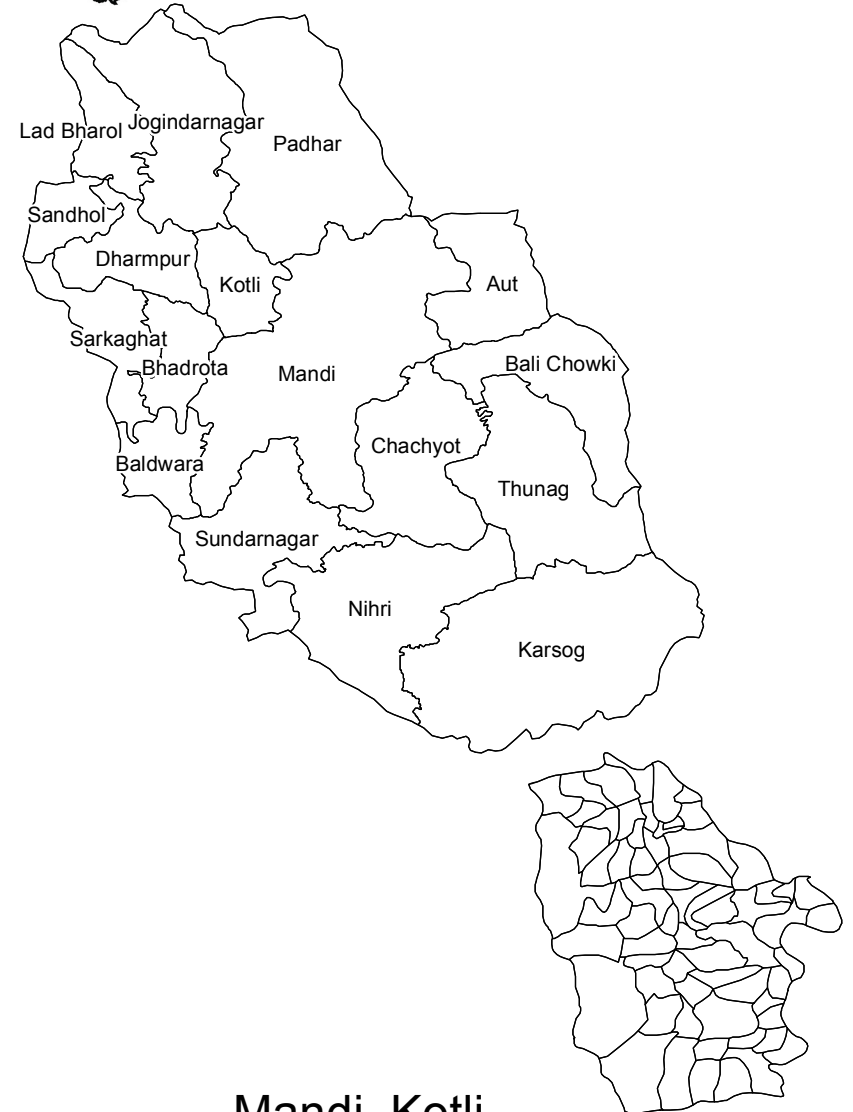 Jogindarnagar
Lad Bharol
Padhar
Sandhol
Dharmpur
Kotli
Aut
Sarkaghat
Bhadrota
Mandi
Bali Chowki
Chachyot
Baldwara
Thunag
Sundarnagar
Nihri
Karsog
Mandi Kotli